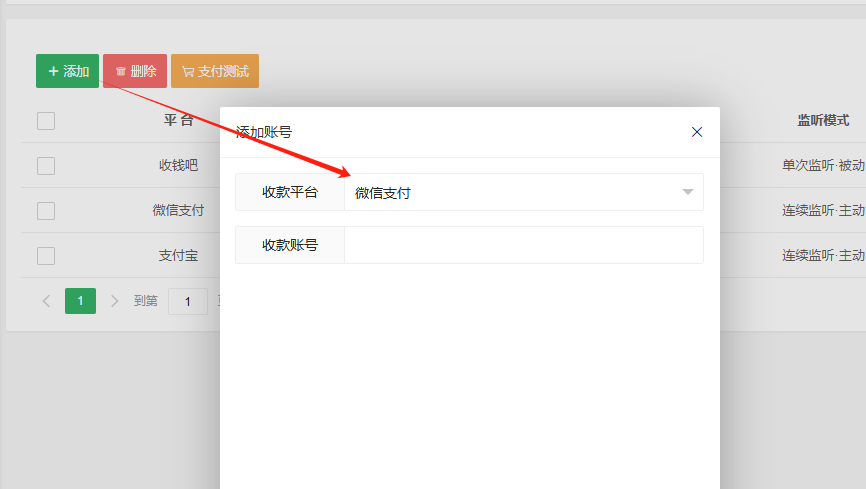 添加 删除 支付测试
平台 监听模式
添加账号
收钱吧 单次监听·被动
收款平台 微信支付
微信支付 连续监听·主动
收款账号
支付宝 连续监听·主动
1 到第 1